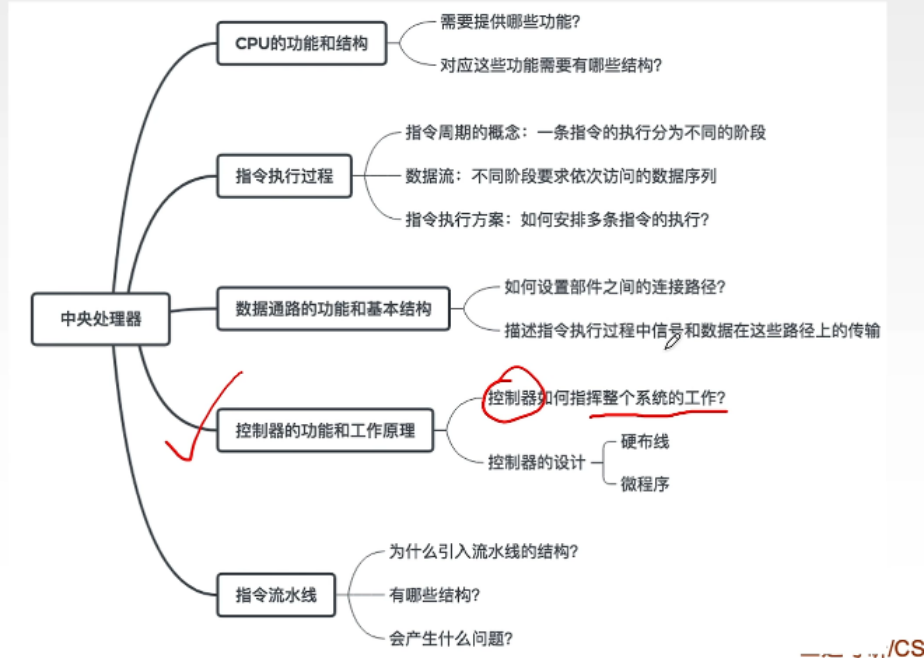 CPU的功能和结构
需要提供哪些功能?
对应这些功能需要有哪些结构?
指令执行过程
指令周期的概念：一条指令的执行分为不同的阶段
数据流：不同阶段要求依次访问的数据序列
指令执行方案：如何安排多条指令的执行?
中央处理器
数据通路的功能和基本结构
如何设置部件之间的连接路径?
描述指令执行过程中信号和数据在这些路径上的传输
控制器的功能和工作原理
控制器如何指挥整个系统的工作?
控制器的设计
硬布线
微程序
指令流水线
为什么引入流水线的结构?
有哪些结构?
会产生什么问题?
/CS